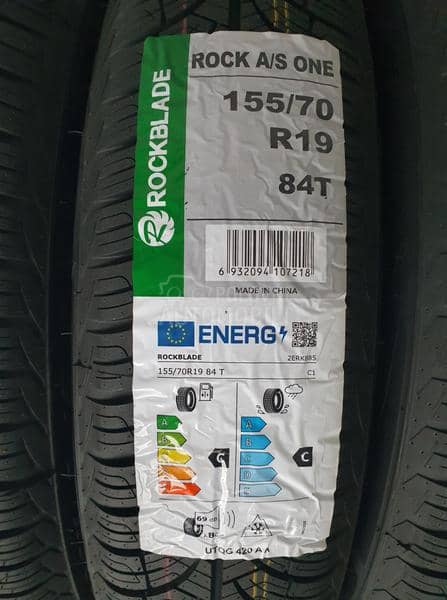 ROCKBLADE
ROCK A/S ONE
155/70
R19
84T
6 932094 107218
MADE IN CHINA
ENERG
ROCKBLADE
2ERK885
155/70R19 84 T
C1
A
B
C
D
E
C
A
B
C
D
E
C
69 dB
B
UTQG 420 A A